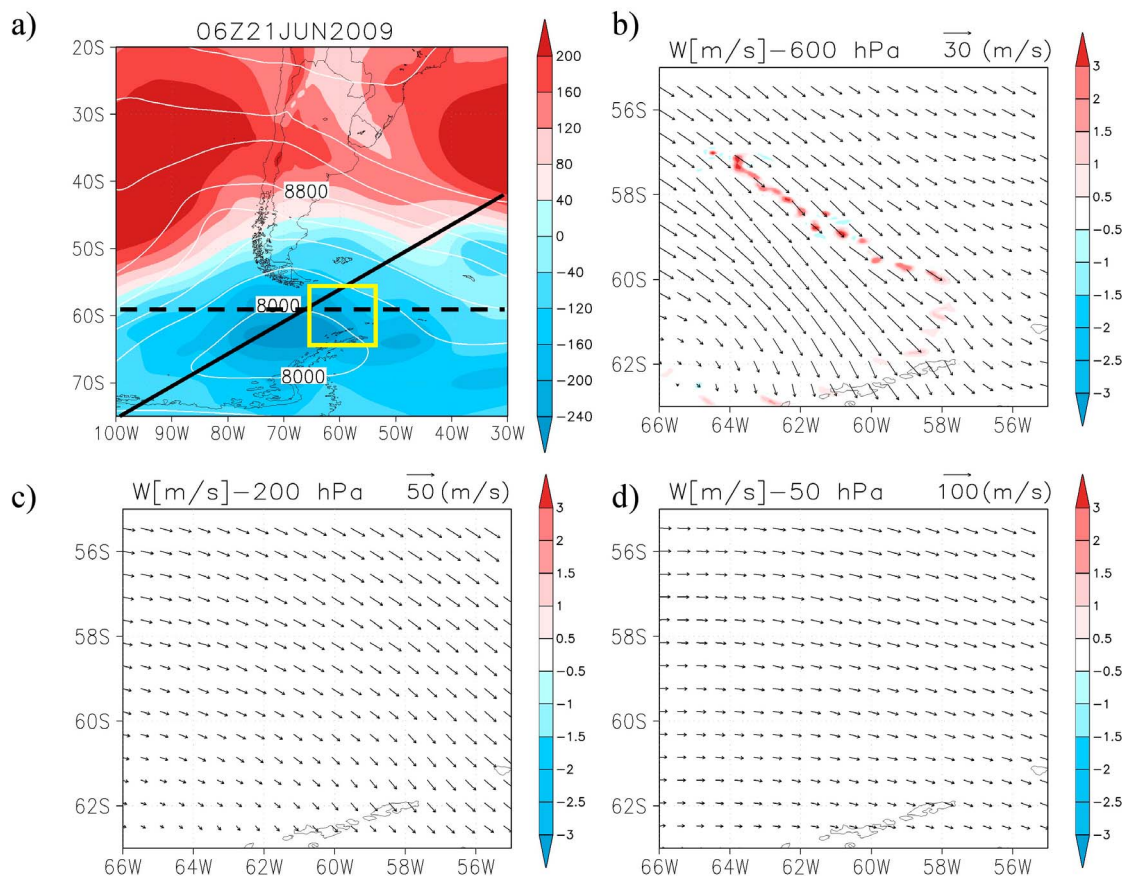 a)
06Z21JUN2009
20S
30S
40S
50S
60S
70S
100W 90W 80W 70W 60W 50W 40W 30W
8800
8000
8000
200
160
120
80
40
0
-40
-120
-160
-200
-240
b)
W[m/s]-600 hPa 30(m/s)
56S
58S
60S
62S
66W 64W 62W 60W 58W 56W
3
2
1.5
1
0.5
-0.5
-1.5
-2
-2.5
-3
c)
W[m/s]-200 hPa 50(m/s)
56S
58S
60S
62S
66W 64W 62W 60W 58W 56W
3
2
1.5
1
0.5
-0.5
-1.5
-2
-2.5
-3
d)
W[m/s]-50 hPa 100(m/s)
56S
58S
60S
62S
66W 64W 62W 60W 58W 56W
3
2
1.5
1
0.5
-0.5
-1.5
-2
-2.5
-3